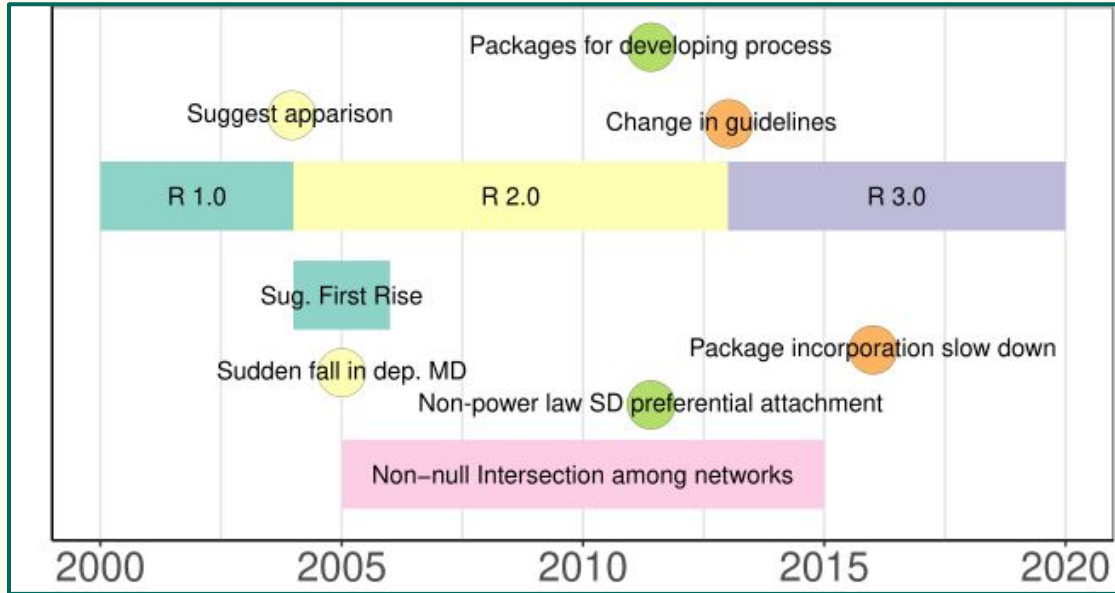 Packages for developing process
Suggest apparison
Change in guidelines
R 1.0
R 2.0
R 3.0
Sug. First Rise
Package incorporation slow down
Sudden fall in dep. MD
Non-power law SD preferential attachment
Non−null Intersection among networks
2000
2005
2010
2015
2020